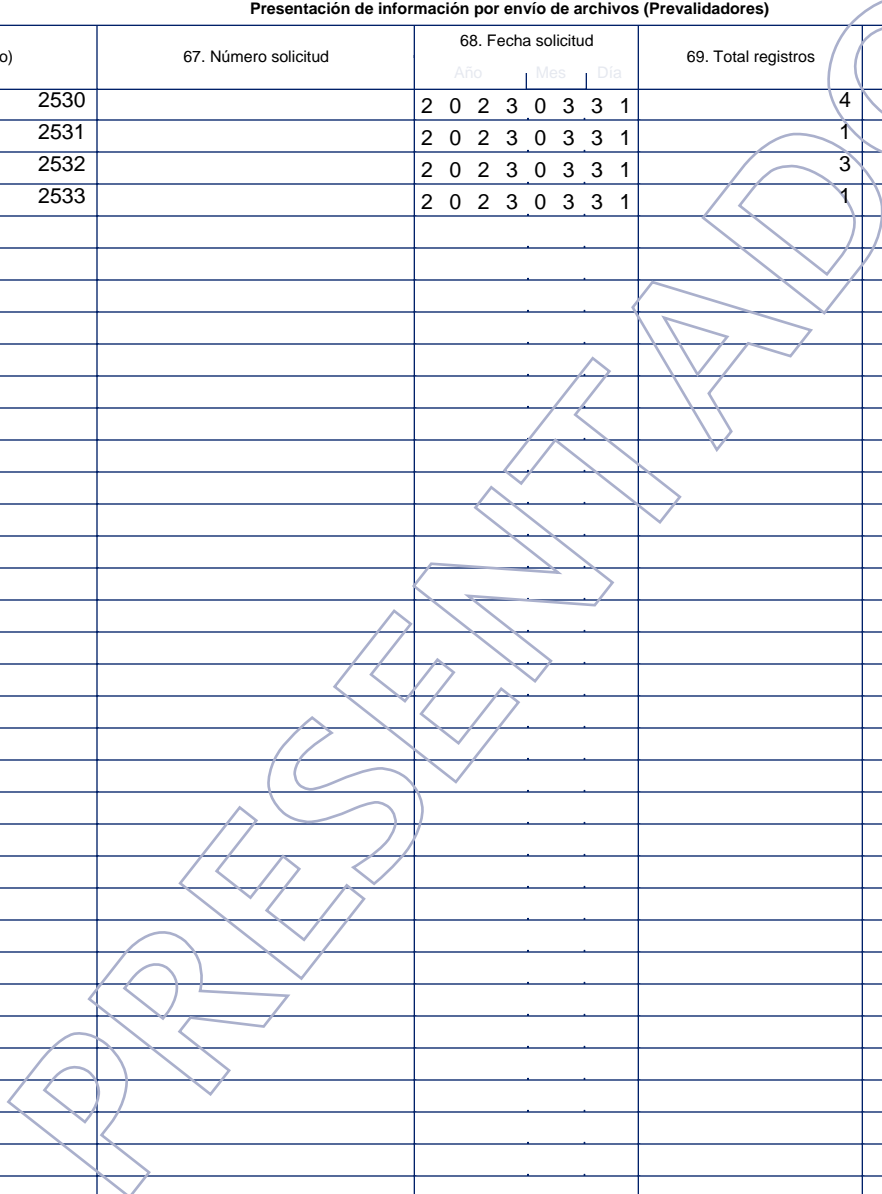 Presentación de información por envío de archivos (Prevalidadores)
o) 67. Número solicitud 68. Fecha solicitud 69. Total registros
Año Mes Día
2530 2 0 2 3 0 3 3 1 4
2531 2 0 2 3 0 3 3 1 1
2532 2 0 2 3 0 3 3 1 3
2533 2 0 2 3 0 3 3 1 1
PRESENTADO